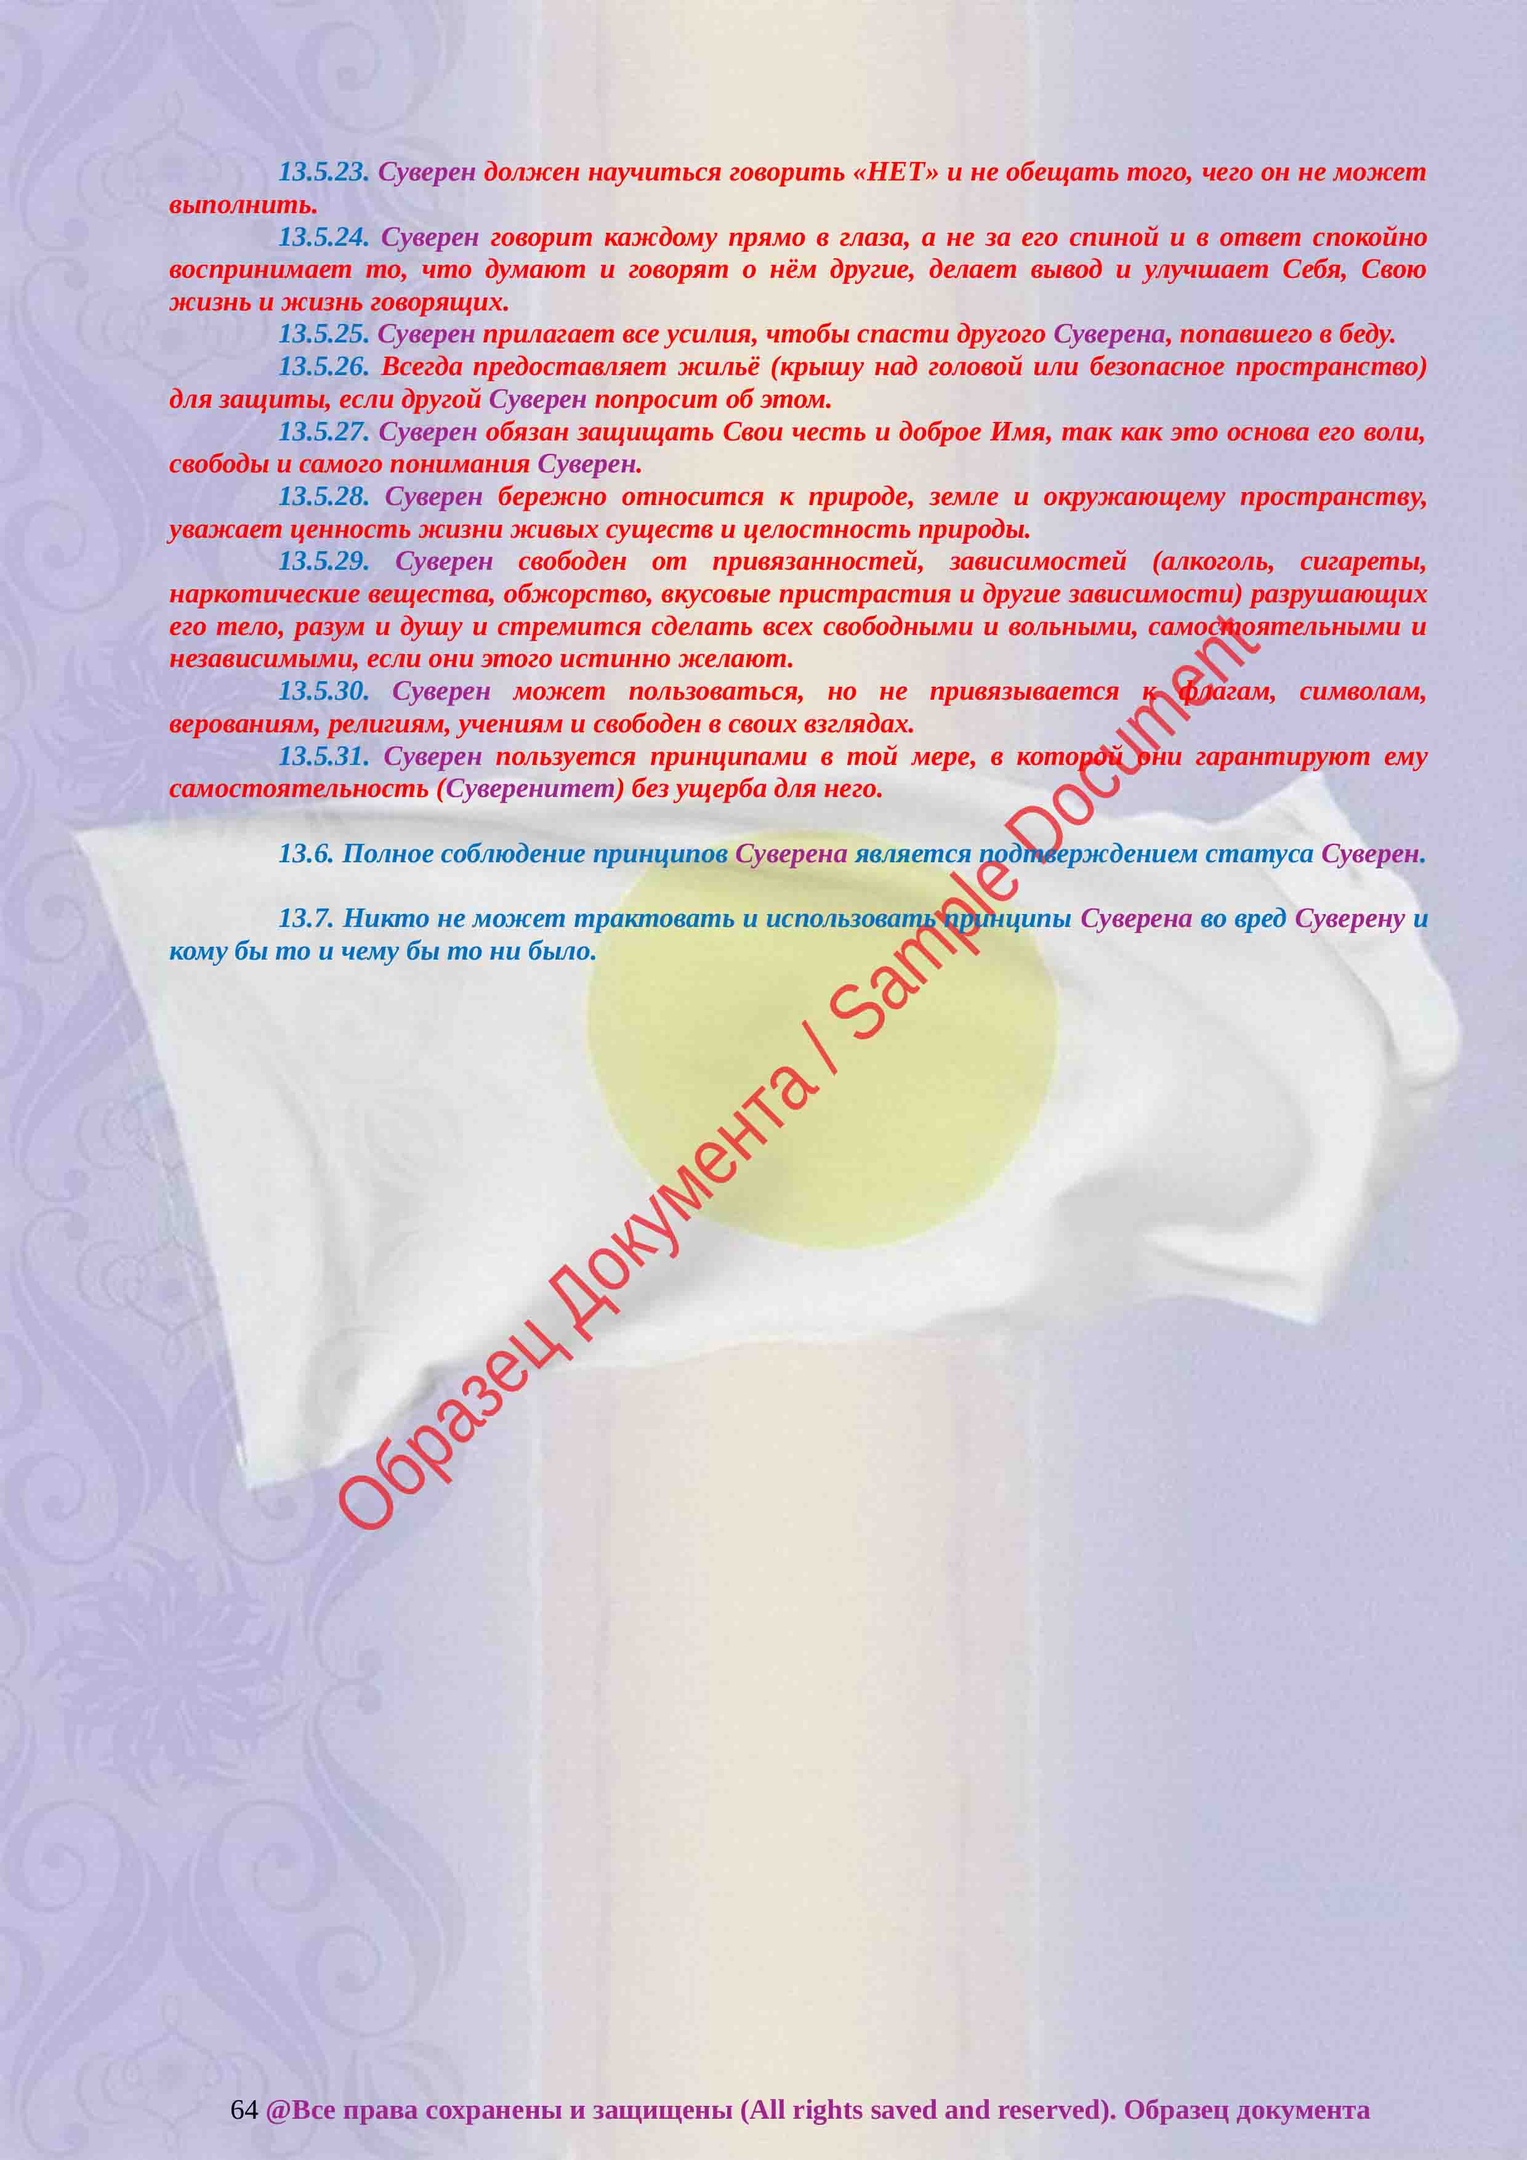 13.5.23. Суверен должен научиться говорить «НЕТ» и не обещать того, чего он не может
выполнить.
13.5.24. Суверен говорит каждому прямо в глаза, а не за его спиной и в ответ спокойно
воспринимает то, что думают и говорят о нём другие, делает вывод и улучшает Себя, Свою
жизнь и жизнь говорящих.
13.5.25. Суверен прилагает все усилия, чтобы спасти другого Суверена, попавшего в беду.
13.5.26. Всегда предоставляет жильё (крышу над головой или безопасное пространство)
для защиты, если другой Суверен попросит об этом.
13.5.27. Суверен обязан защищать Свои честь и доброе Имя, так как это основа его воли,
свободы и самого понимания Суверен.
13.5.28. Суверен бережно относится к природе, земле и окружающему пространству,
уважает ценность жизни живых существ и целостность природы.
13.5.29. Суверен свободен от привязанностей, зависимостей (алкоголь, сигареты,
наркотические вещества, обжорство, вкусовые пристрастия и другие зависимости) разрушающих
его тело, разум и душу и стремится сделать всех свободными и вольными, самостоятельными и
независимыми, если они этого истинно желают.
13.5.30. Суверен может пользоваться, но не привязывается к флагам, символам,
верованиям, религиям, учениям и свободен в своих взглядах.
13.5.31. Суверен пользуется принципами в той мере, в которой они гарантируют ему
самостоятельность (Суверенитет) без ущерба для него.
13.6. Полное соблюдение принципов Суверена является подтверждением статуса Суверен.
13.7. Никто не может трактовать и использовать принципы Суверена во вред Суверену и
кому бы то и чему бы то ни было.
Образец Документа / Sample Document
64 @Все права сохранены и защищены (All rights saved and reserved). Образец документа